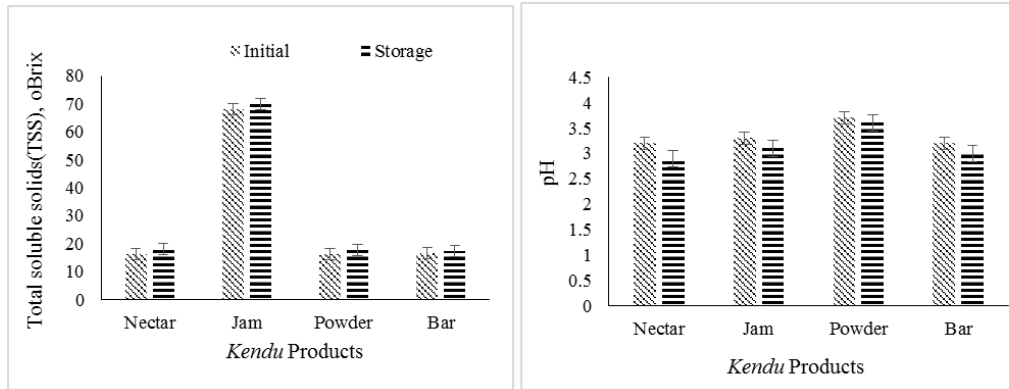 Initial
Storage
Total soluble solids(TSS), oBrix
80
70
60
50
40
30
20
10
0
Nectar
Jam
Powder
Bar
Kendu Products
pH
4.5
4
3.5
3
2.5
2
1.5
1
0.5
0
Nectar
Jam
Powder
Bar
Kendu Products